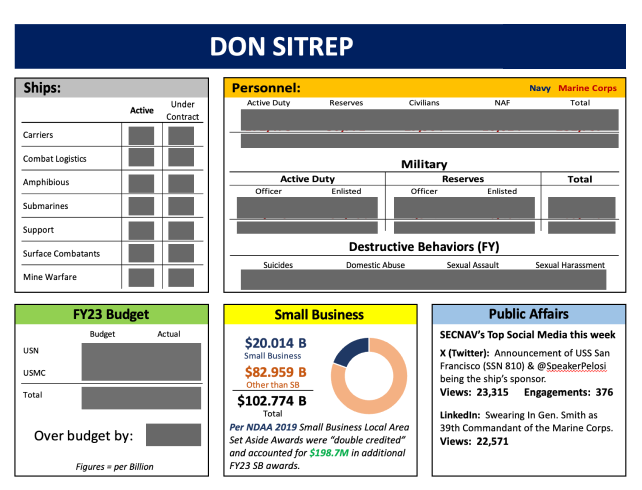 DON SITREP
Ships:
Active
Under
Contract
Carriers
Combat Logistics
Amphibious
Submarines
Support
Surface Combatants
Mine Warfare
Personnel:
Navy Marine Corps
Active Duty Reserves Civilians NAF Total
Military
Active Duty Reserves Total
Officer Enlisted Officer Enlisted
Destructive Behaviors (FY)
Suicides Domestic Abuse Sexual Assault Sexual Harassment
FY23 Budget
Budget Actual
USN
USMC
Total
Over budget by:
Figures = per Billion
Small Business
$20.014 B
Small Business
$82.959 B
Other than SB
$102.774 B
Total
Per NDAA 2019 Small Business Local Area
Set Aside Awards were “double credited”
and accounted for $198.7M in additional
FY23 SB awards.
Public Affairs
SECNAV’s Top Social Media this week
X (Twitter): Announcement of USS San
Francisco (SSN 810) & @SpeakerPelosi
being the ship’s sponsor.
Views: 23,315 Engagements: 376
LinkedIn: Swearing In Gen. Smith as
39th Commandant of the Marine Corps.
Views: 22,571